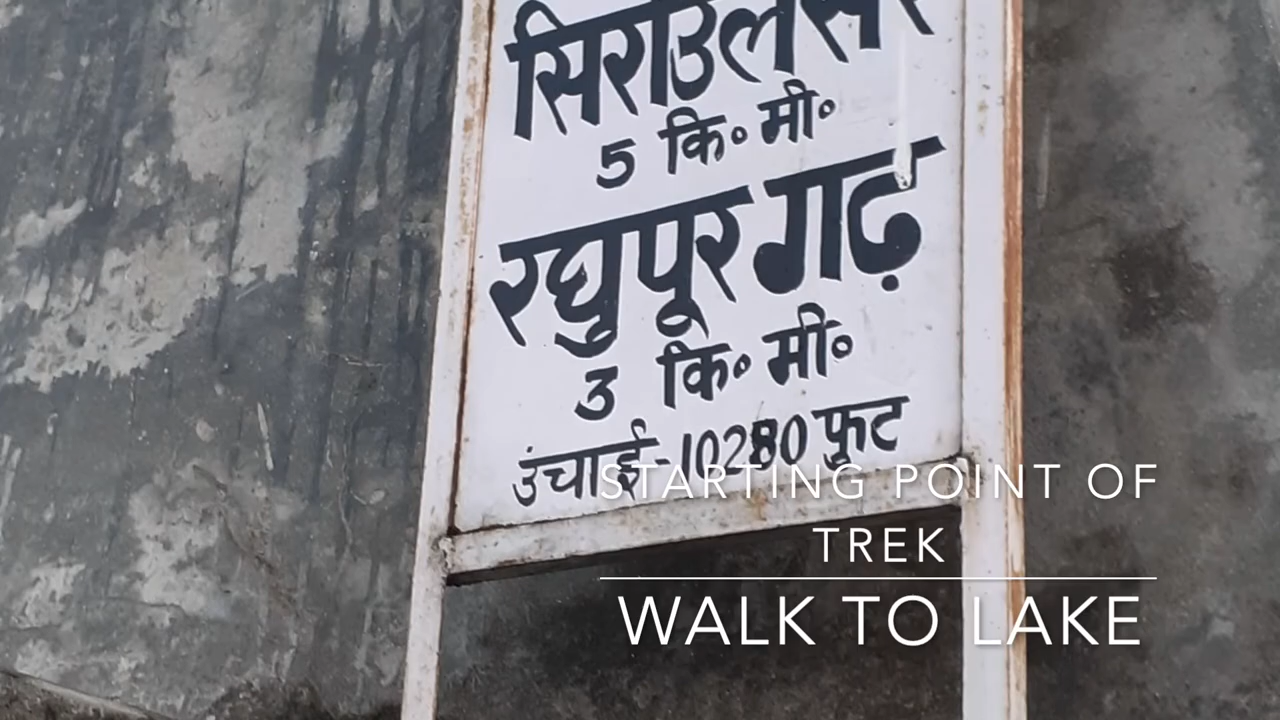 सिराउलसर
5 कि॰ मी॰
रघुपूर गढ़
3 कि॰ मी॰
उंचाई-10280 फुट
STARTING POINT OF
TREK
WALK TO LAKE